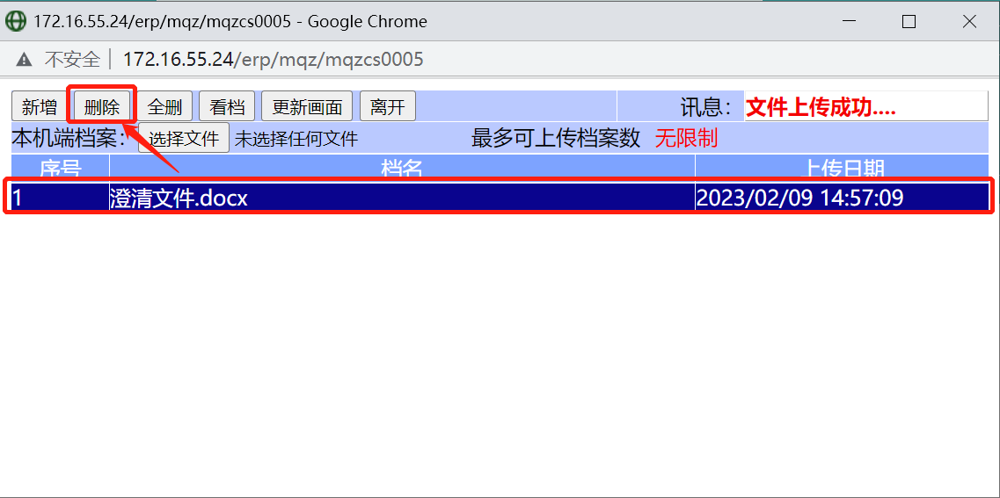 172.16.55.24/erp/mqz/mqzcs0005 - Google Chrome
不安全 172.16.55.24/erp/mqz/mqzcs0005
新增 删除 全删 看档 更新画面 离开 讯息: 文件上传成功....
本机端档案: 选择文件 未选择任何文件 最多可上传档案数 无限制
序号 档名 上传日期
1 澄清文件.docx 2023/02/09 14:57:09